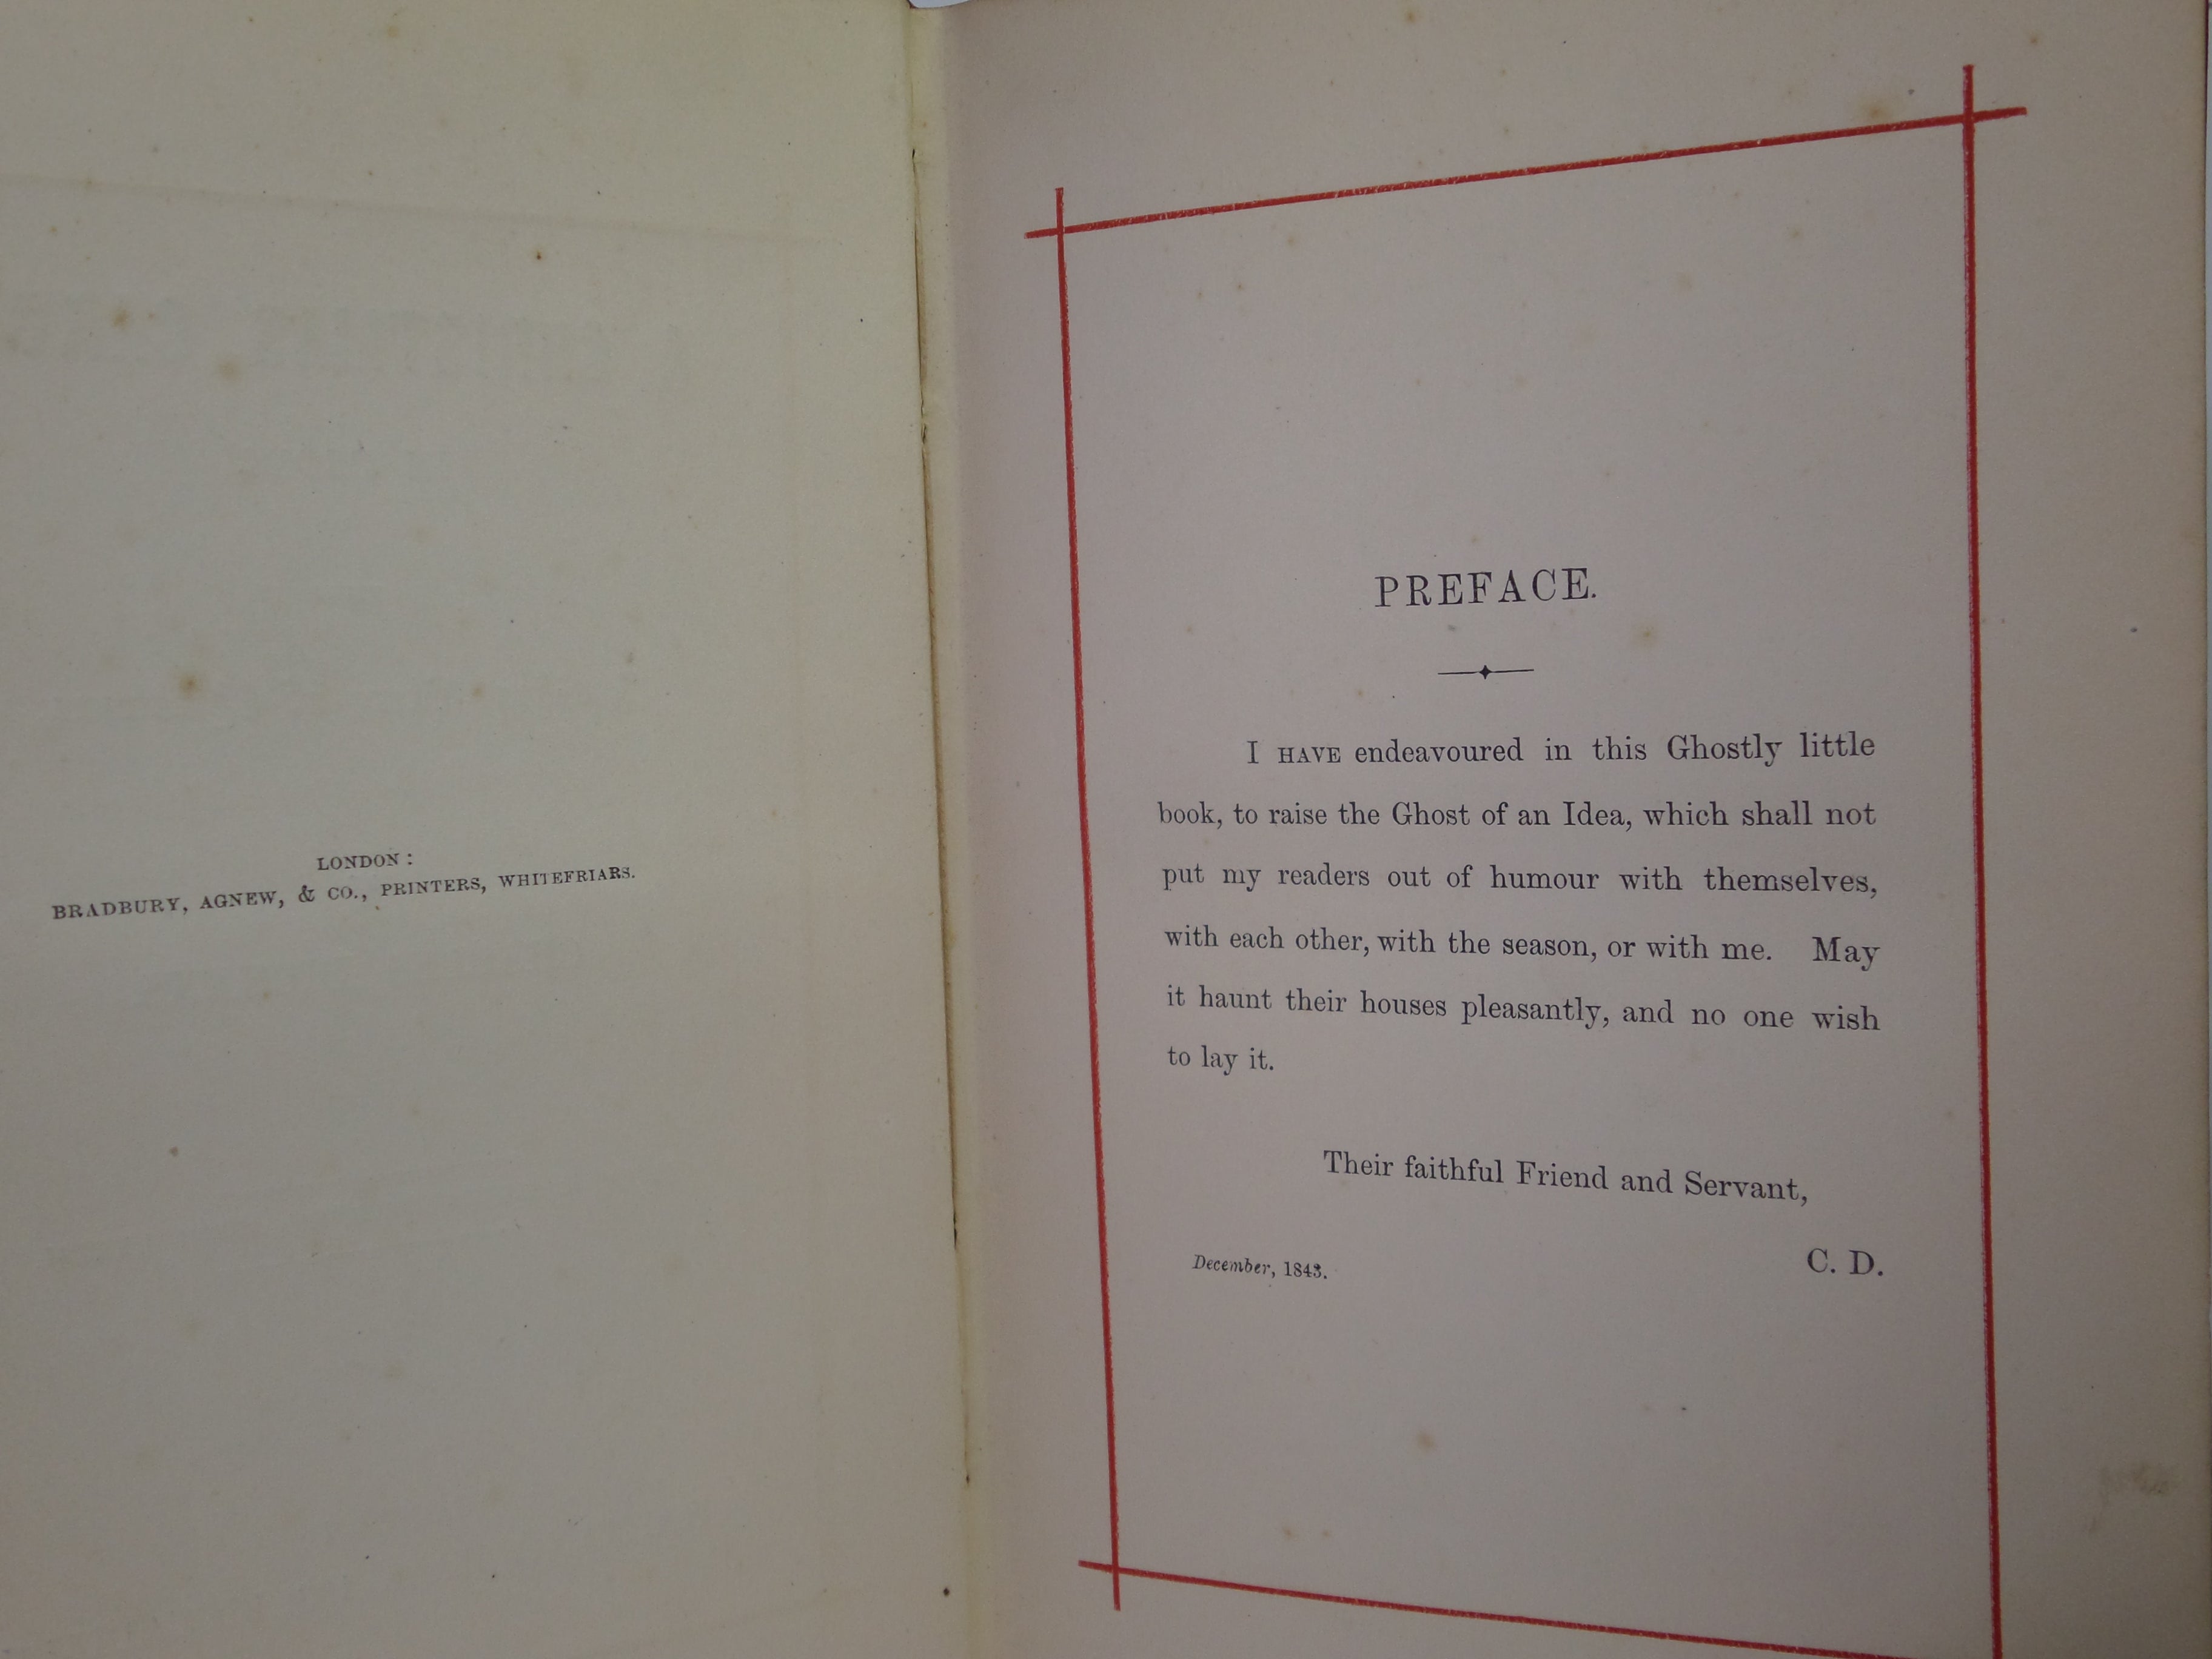 LONDON:
BRADBURY, AGNEW, & CO., PRINTERS, WHITEFRIARS.
PREFACE.
I HAVE endeavoured in this Ghostly little
book, to raise the Ghost of an Idea, which shall not
put my readers out of humour with themselves,
with each other, with the season, or with me. May
it haunt their houses pleasantly, and no one wish
to lay it.
Their faithful Friend and Servant,
C. D.
December, 1843.